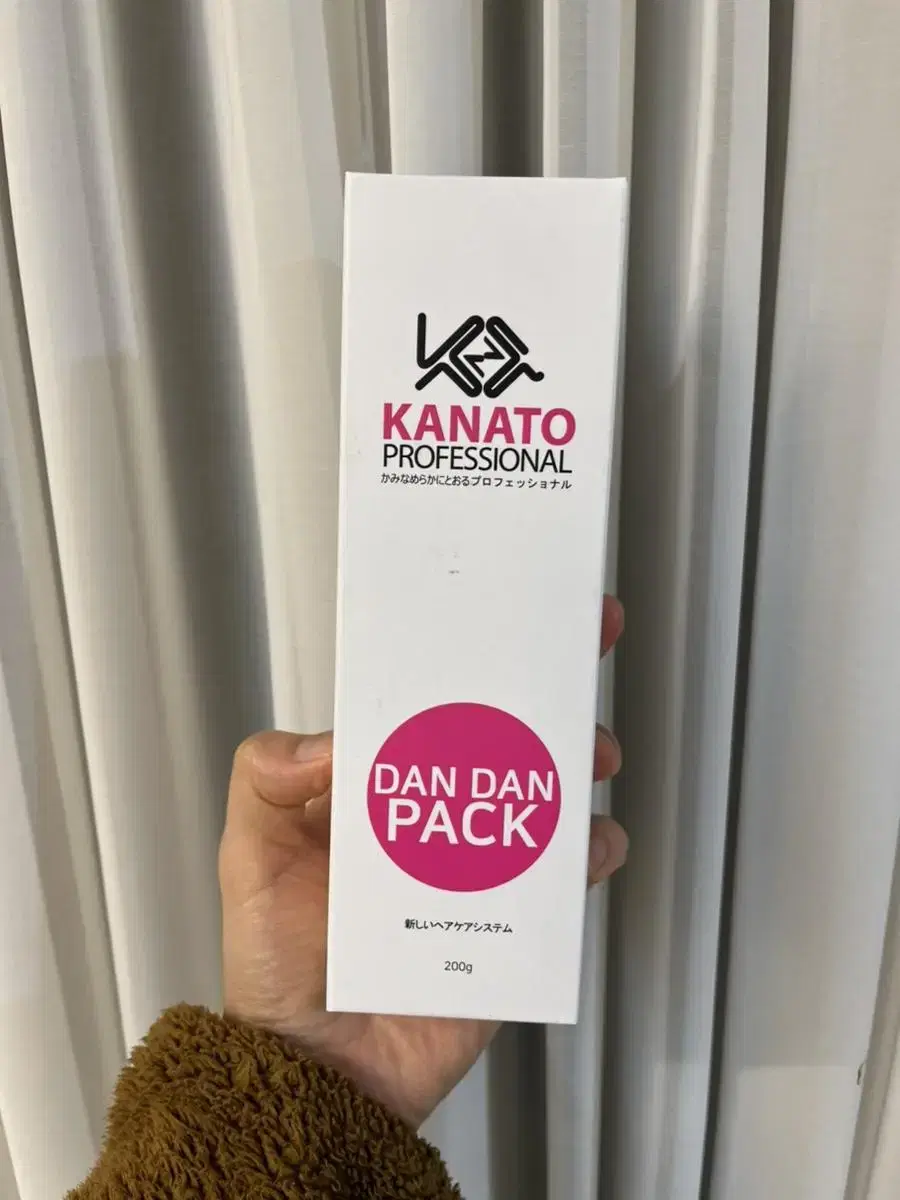 KANATO
PROFESSIONAL
かみなめらかにとおるプロフェッショナル
DAN DAN
PACK
新しいヘアケアシステム
200g